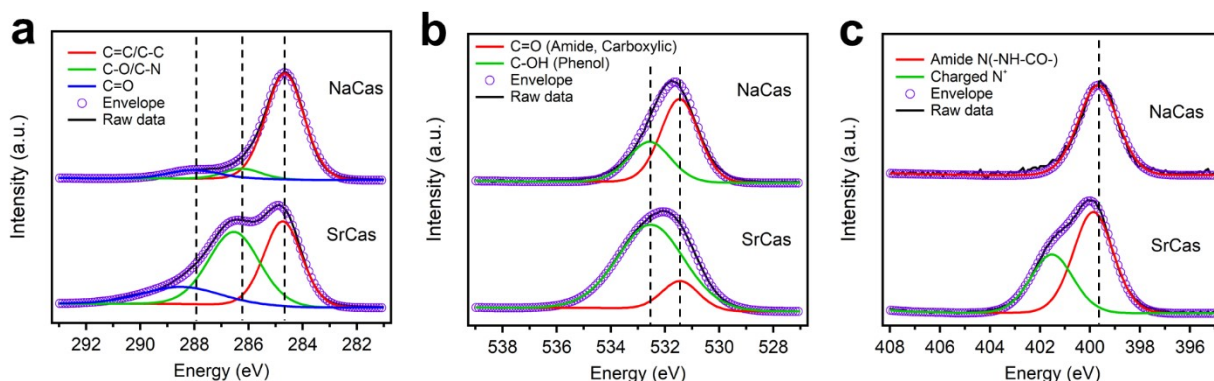 a
C=C/C-C
C-O/C-N
C=O
Envelope
Raw data
NaCas
SrCas
Intensity (a.u.)
292 290 288 286 284 282
Energy (eV)
b
C=O (Amide, Carboxylic)
C-OH (Phenol)
Envelope
Raw data
NaCas
SrCas
Intensity (a.u.)
538 536 534 532 530 528
Energy (eV)
c
Amide N(-NH-CO-)
Charged N⁺
Envelope
Raw data
NaCas
SrCas
Intensity (a.u.)
408 406 404 402 400 398 396
Energy (eV)